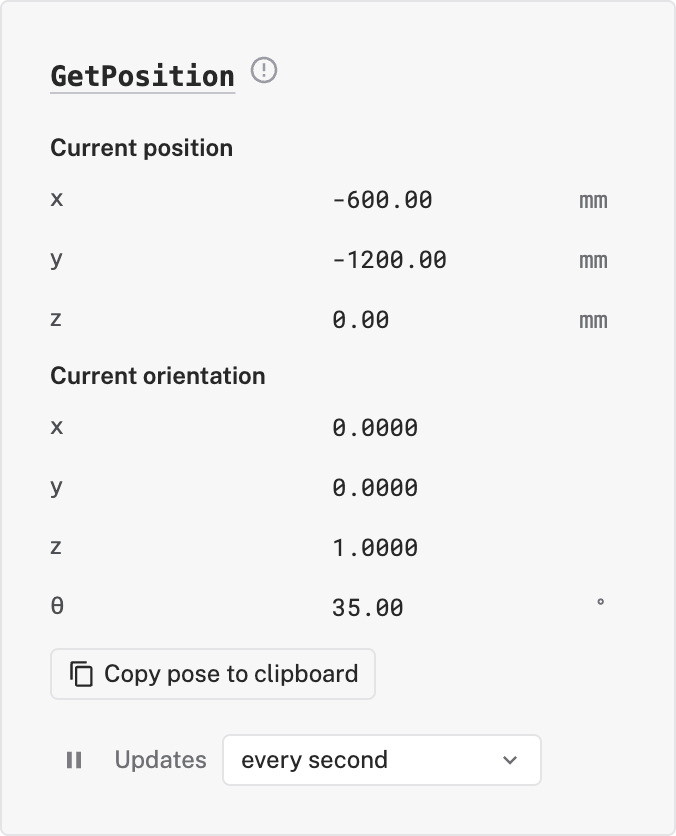 GetPosition
Current position
x -600.00 mm
y -1200.00 mm
z 0.00 mm
Current orientation
x 0.0000
y 0.0000
z 1.0000
θ 35.00 °
Copy pose to clipboard
Updates every second